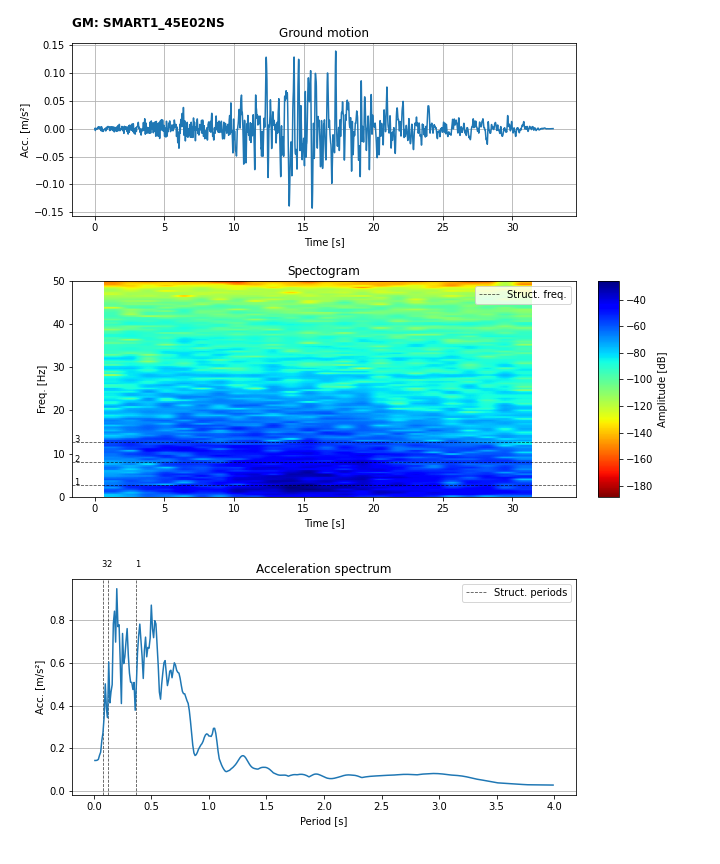 GM: SMART1_45E02NS
Ground motion
0.15
0.10
0.05
0.00
−0.05
−0.10
−0.15
Acc. [m/s²]
0 5 10 15 20 25 30
Time [s]
Spectogram
50
40
30
20
10
0
Freq. [Hz]
Struct. freq.
3
2
1
0 5 10 15 20 25 30
Time [s]
−40
−60
−80
−100
−120
−140
−160
−180
Amplitude [dB]
32 1
Acceleration spectrum
0.8
0.6
0.4
0.2
0.0
Acc. [m/s²]
Struct. periods
0.0 0.5 1.0 1.5 2.0 2.5 3.0 3.5 4.0
Period [s]